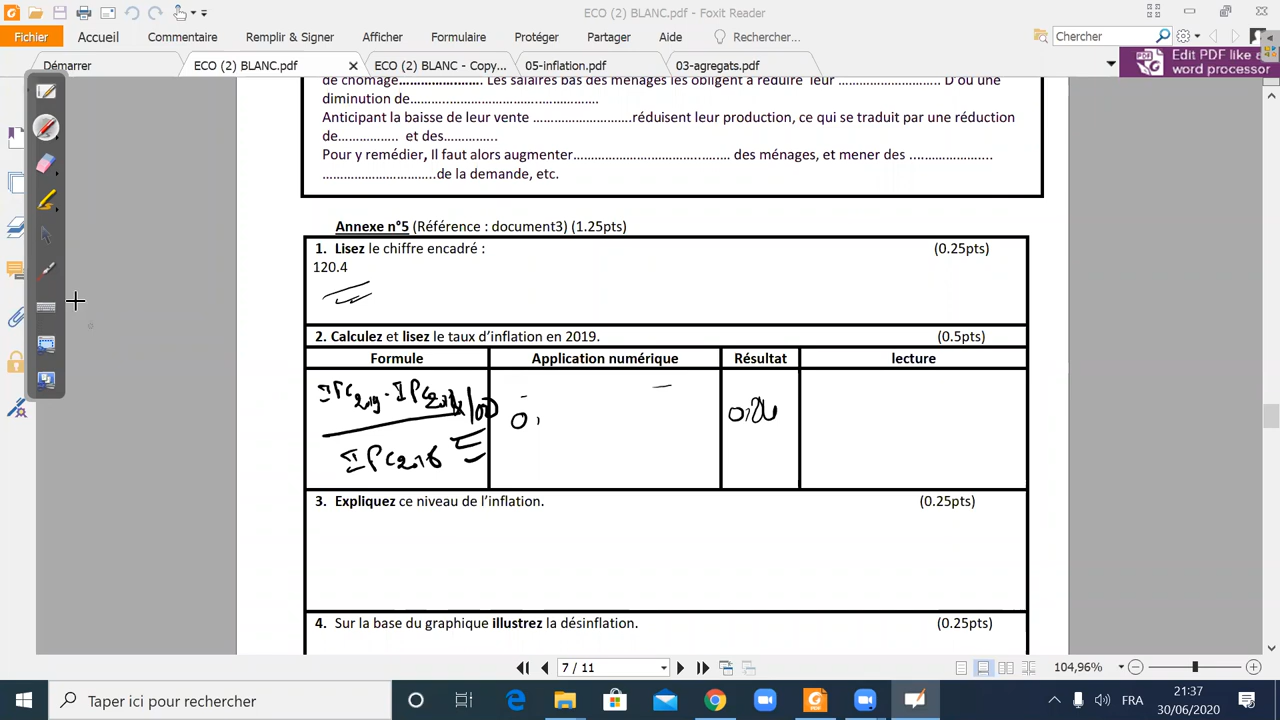 ECO (2) BLANC.pdf - Foxit Reader
Fichier Accueil Commentaire Remplir & Signer Afficher Formulaire Protéger Partager Aide Rechercher... Chercher
Démarrer ECO (2) BLANC.pdf ECO (2) BLANC - Copy... 05-inflation.pdf 03-agregats.pdf
Edit PDF like a
word processor
de chomage.................... Les salaires bas des ménages les obligent à réduire leur ........................ D'où une
diminution de..................................................
Anticipant la baisse de leur vente ..........................réduisent leur production, ce qui se traduit par une réduction
de................ et des..............
Pour y remédier, Il faut alors augmenter........................................ des ménages, et mener des .....................
.............................de la demande, etc.
Annexe n°5 (Référence : document3) (1.25pts)
1. Lisez le chiffre encadré : (0.25pts)
120.4
2. Calculez et lisez le taux d'inflation en 2019. (0.5pts)
Formule Application numérique Résultat lecture
IPC2019 - IPC2018 x 100
IPC2018
3. Expliquez ce niveau de l'inflation. (0.25pts)
4. Sur la base du graphique illustrez la désinflation. (0.25pts)
7 / 11 104,96%
Taper ici pour rechercher FRA 21:37
30/06/2020